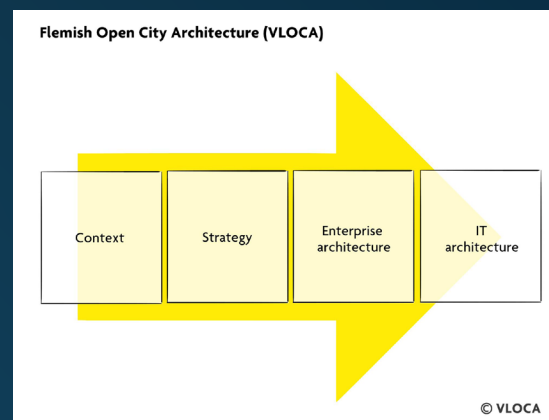 Flemish Open City Architecture (VLOCA)
Context
Strategy
Enterprise
architecture
IT
architecture
© VLOCA